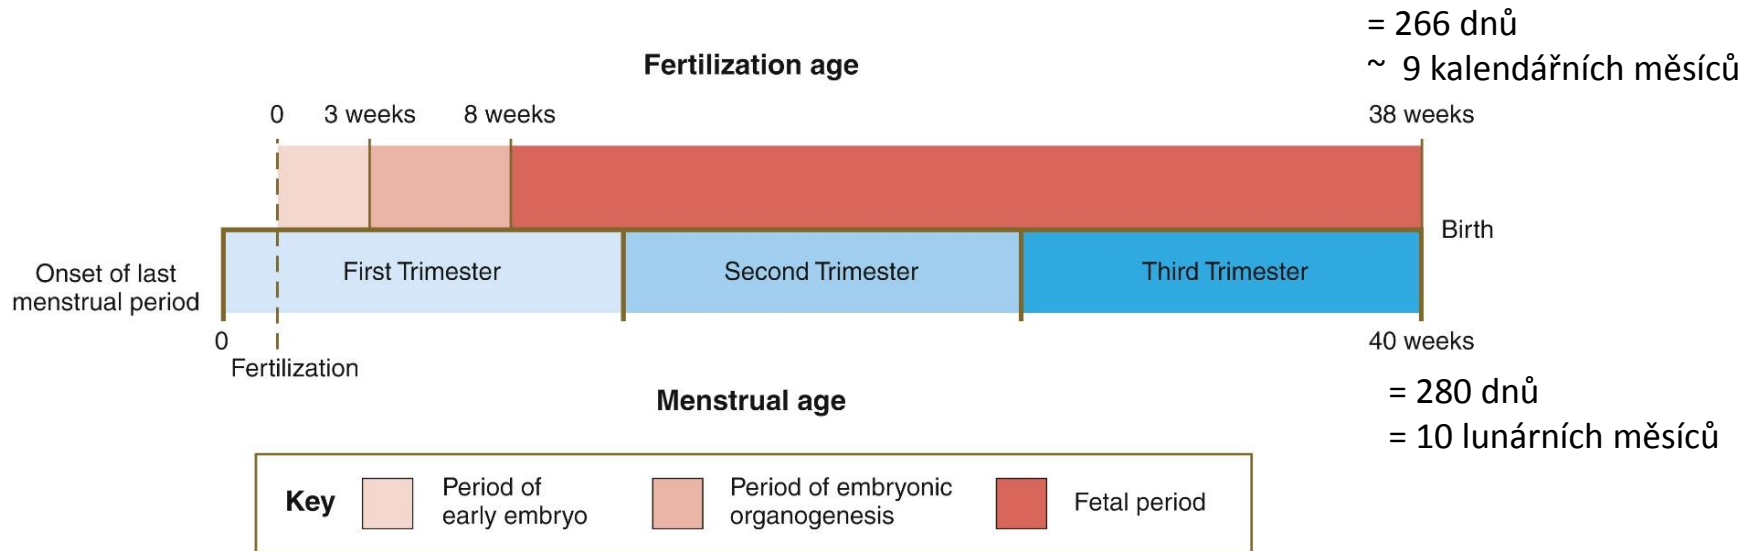 = 266 dnů
~ 9 kalendářních měsíců
Fertilization age
0 3 weeks 8 weeks 38 weeks
Birth
Onset of last
menstrual period
First Trimester Second Trimester Third Trimester
0 40 weeks
Fertilization
Menstrual age
= 280 dnů
= 10 lunárních měsíců
Key
Period of
early embryo
Period of embryonic
organogenesis
Fetal period